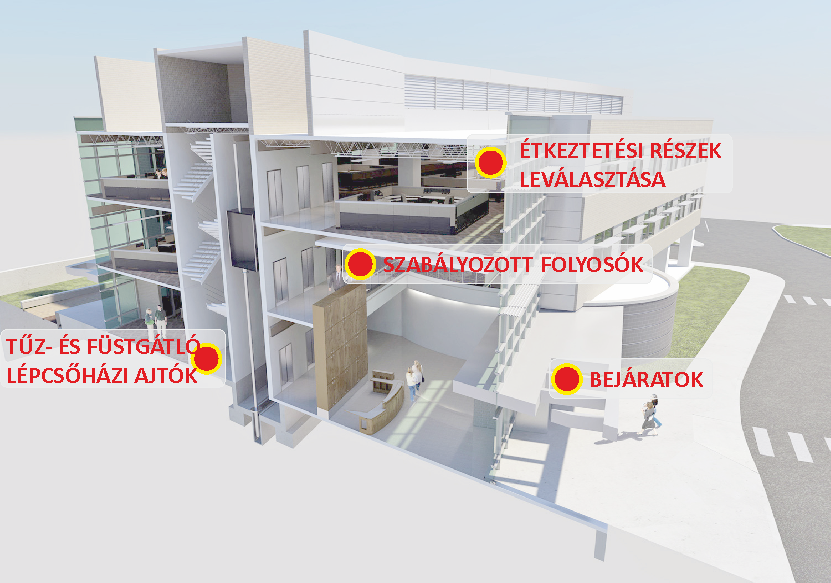 ÉTKEZTETÉSI RÉSZEK
LEVÁLASZTÁSA
SZABÁLYOZOTT FOLYOSÓK
TŰZ- ÉS FÜSTGÁTLÓ
LÉPCSŐHÁZI AJTÓK
BEJÁRATOK